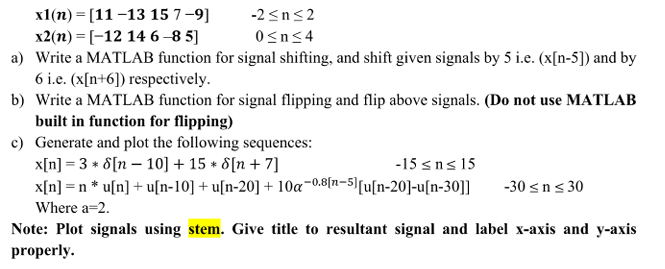 x1(n) = [11 –13 15 7 –9] -2 ≤ n ≤ 2
x2(n) = [–12 14 6 –8 5] 0 ≤ n ≤ 4
a) Write a MATLAB function for signal shifting, and shift given signals by 5 i.e. (x[n-5]) and by
6 i.e. (x[n+6]) respectively.
b) Write a MATLAB function for signal flipping and flip above signals. (Do not use MATLAB
built in function for flipping)
c) Generate and plot the following sequences:
x[n] = 3 * δ[n – 10] + 15 * δ[n + 7] -15 ≤ n ≤ 15
x[n] = n * u[n] + u[n-10] + u[n-20] + 10a^-0.8[n-5][u[n-20]-u[n-30]] -30 ≤ n ≤ 30
Where a=2.
Note: Plot signals using stem. Give title to resultant signal and label x-axis and y-axis
properly.